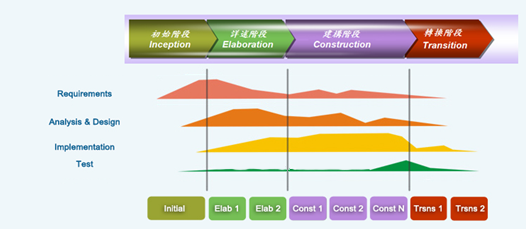 初始階段 詳述階段 建構階段 轉換階段
Inception Elaboration Construction Transition
Requirements
Analysis & Design
Implementation
Test
Initial Elab 1 Elab 2 Const 1 Const 2 Const N Trsns 1 Trsns 2